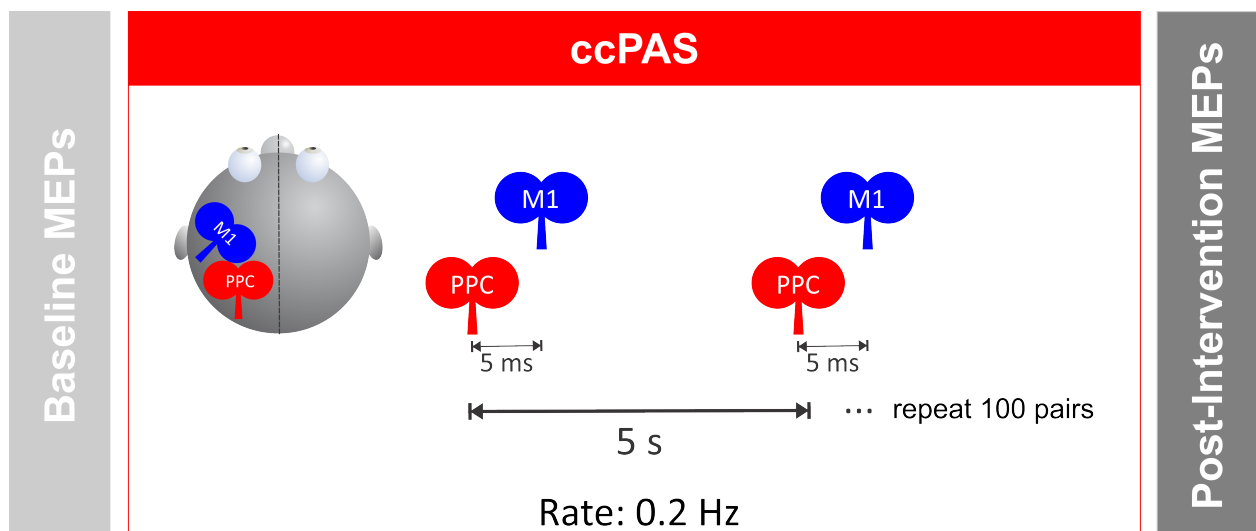 Baseline MEPs
ccPAS
M1
PPC
M1
PPC
5 ms
M1
PPC
5 ms
5 s
... repeat 100 pairs
Rate: 0.2 Hz
Post-Intervention MEPs